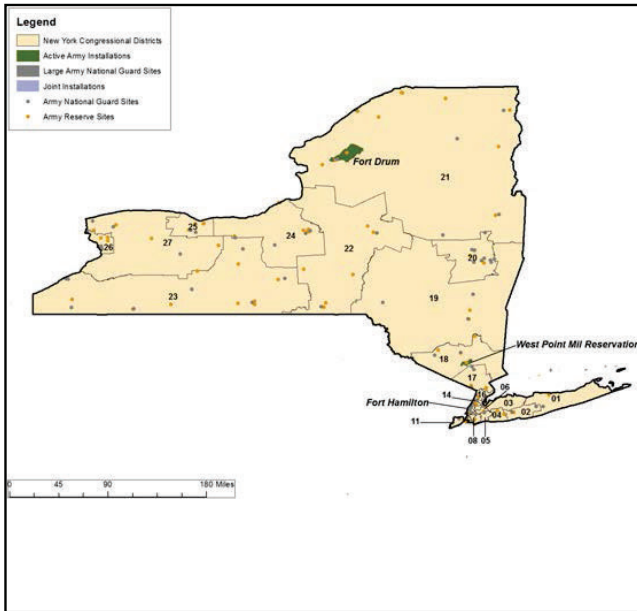 Legend
New York Congressional Districts
Active Army Installations
Large Army National Guard Sites
Joint Installations
Army National Guard Sites
Army Reserve Sites
Fort Drum
21
25
24
26
27
22
20
23
19
West Point Mil Reservation
18
17
06
14
16
01
Fort Hamilton
03
02
04
11
08 05
0 45 90 180 Miles